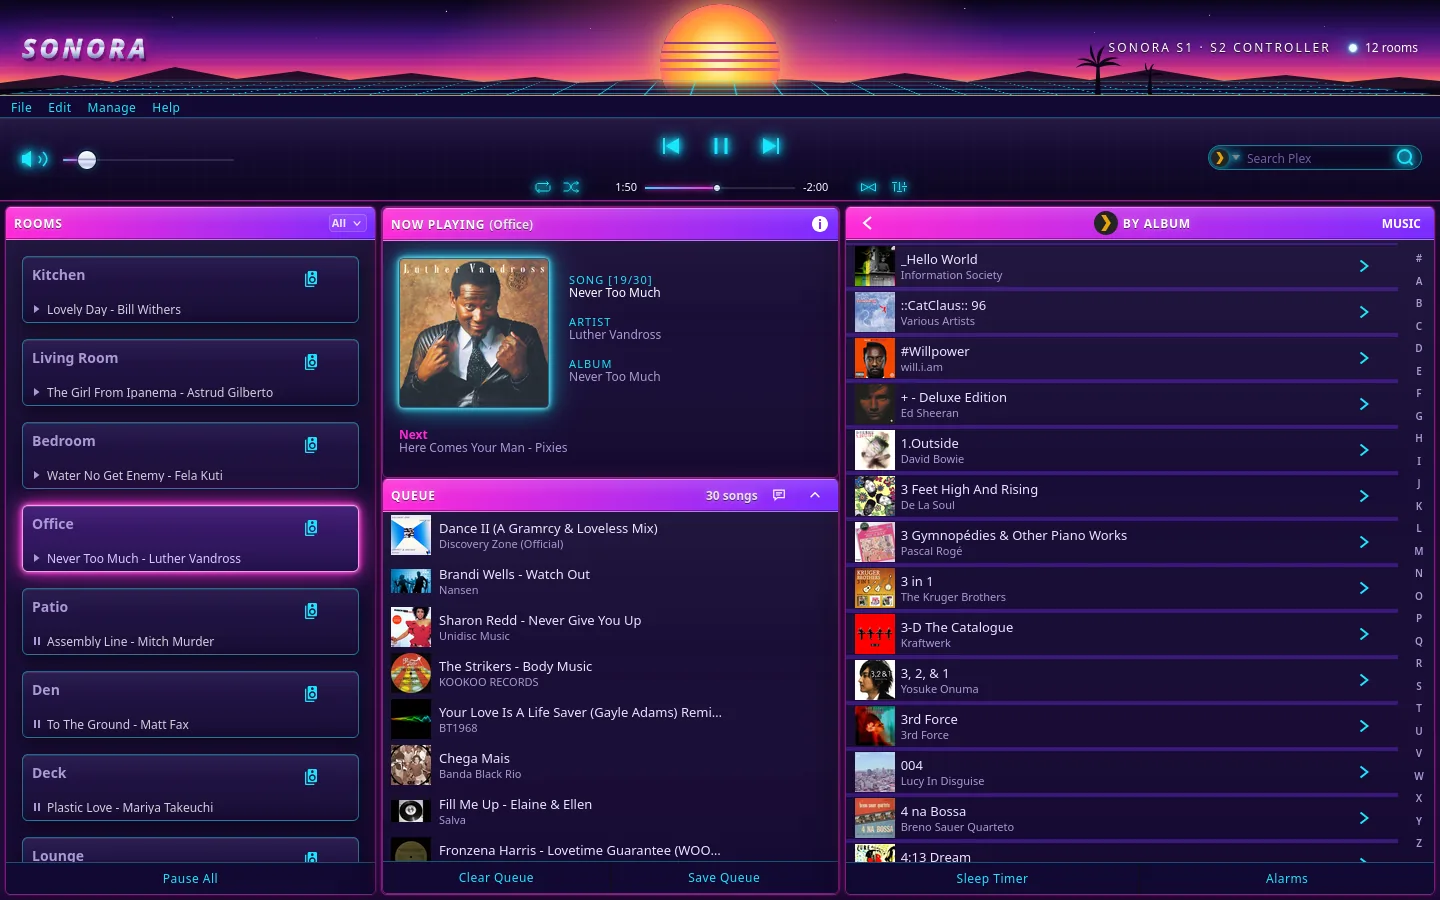 SONORA
SONORA S1 · S2 CONTROLLER
12 rooms
File Edit Manage Help
1:50
-2:00
Search Plex
ROOMS
All
Kitchen
Lovely Day - Bill Withers
Living Room
The Girl From Ipanema - Astrud Gilberto
Bedroom
Water No Get Enemy - Fela Kuti
Office
Never Too Much - Luther Vandross
Patio
Assembly Line - Mitch Murder
Den
To The Ground - Matt Fax
Deck
Plastic Love - Mariya Takeuchi
Lounge
Pause All
NOW PLAYING (Office)
Luther Vandross
SONG [19/30]
Never Too Much
ARTIST
Luther Vandross
ALBUM
Never Too Much
Next
Here Comes Your Man - Pixies
QUEUE
30 songs
Dance II (A Gramrcy & Loveless Mix)
Discovery Zone (Official)
Brandi Wells - Watch Out
Nansen
Sharon Redd - Never Give You Up
Unidisc Music
The Strikers - Body Music
KOOKOO RECORDS
Your Love Is A Life Saver (Gayle Adams) Remi...
BT1968
Chega Mais
Banda Black Rio
Fill Me Up - Elaine & Ellen
Salva
Fronzena Harris - Lovetime Guarantee (WOO...
Clear Queue
Save Queue
BY ALBUM
MUSIC
_Hello World
Information Society
::CatClaus:: 96
Various Artists
#Willpower
will.i.am
+ - Deluxe Edition
Ed Sheeran
1.Outside
David Bowie
3 Feet High And Rising
De La Soul
3 Gymnopédies & Other Piano Works
Pascal Rogé
3 in 1
The Kruger Brothers
KRUGER
BROTHERS
3-D The Catalogue
Kraftwerk
3, 2, & 1
Yosuke Onuma
3,2&1
3rd Force
3rd Force
004
Lucy In Disguise
4 na Bossa
Breno Sauer Quarteto
4 NA BOSSA
4:13 Dream
#
A
B
C
D
E
F
G
H
I
J
K
L
M
N
O
P
Q
R
S
T
U
V
W
X
Y
Z
Sleep Timer
Alarms